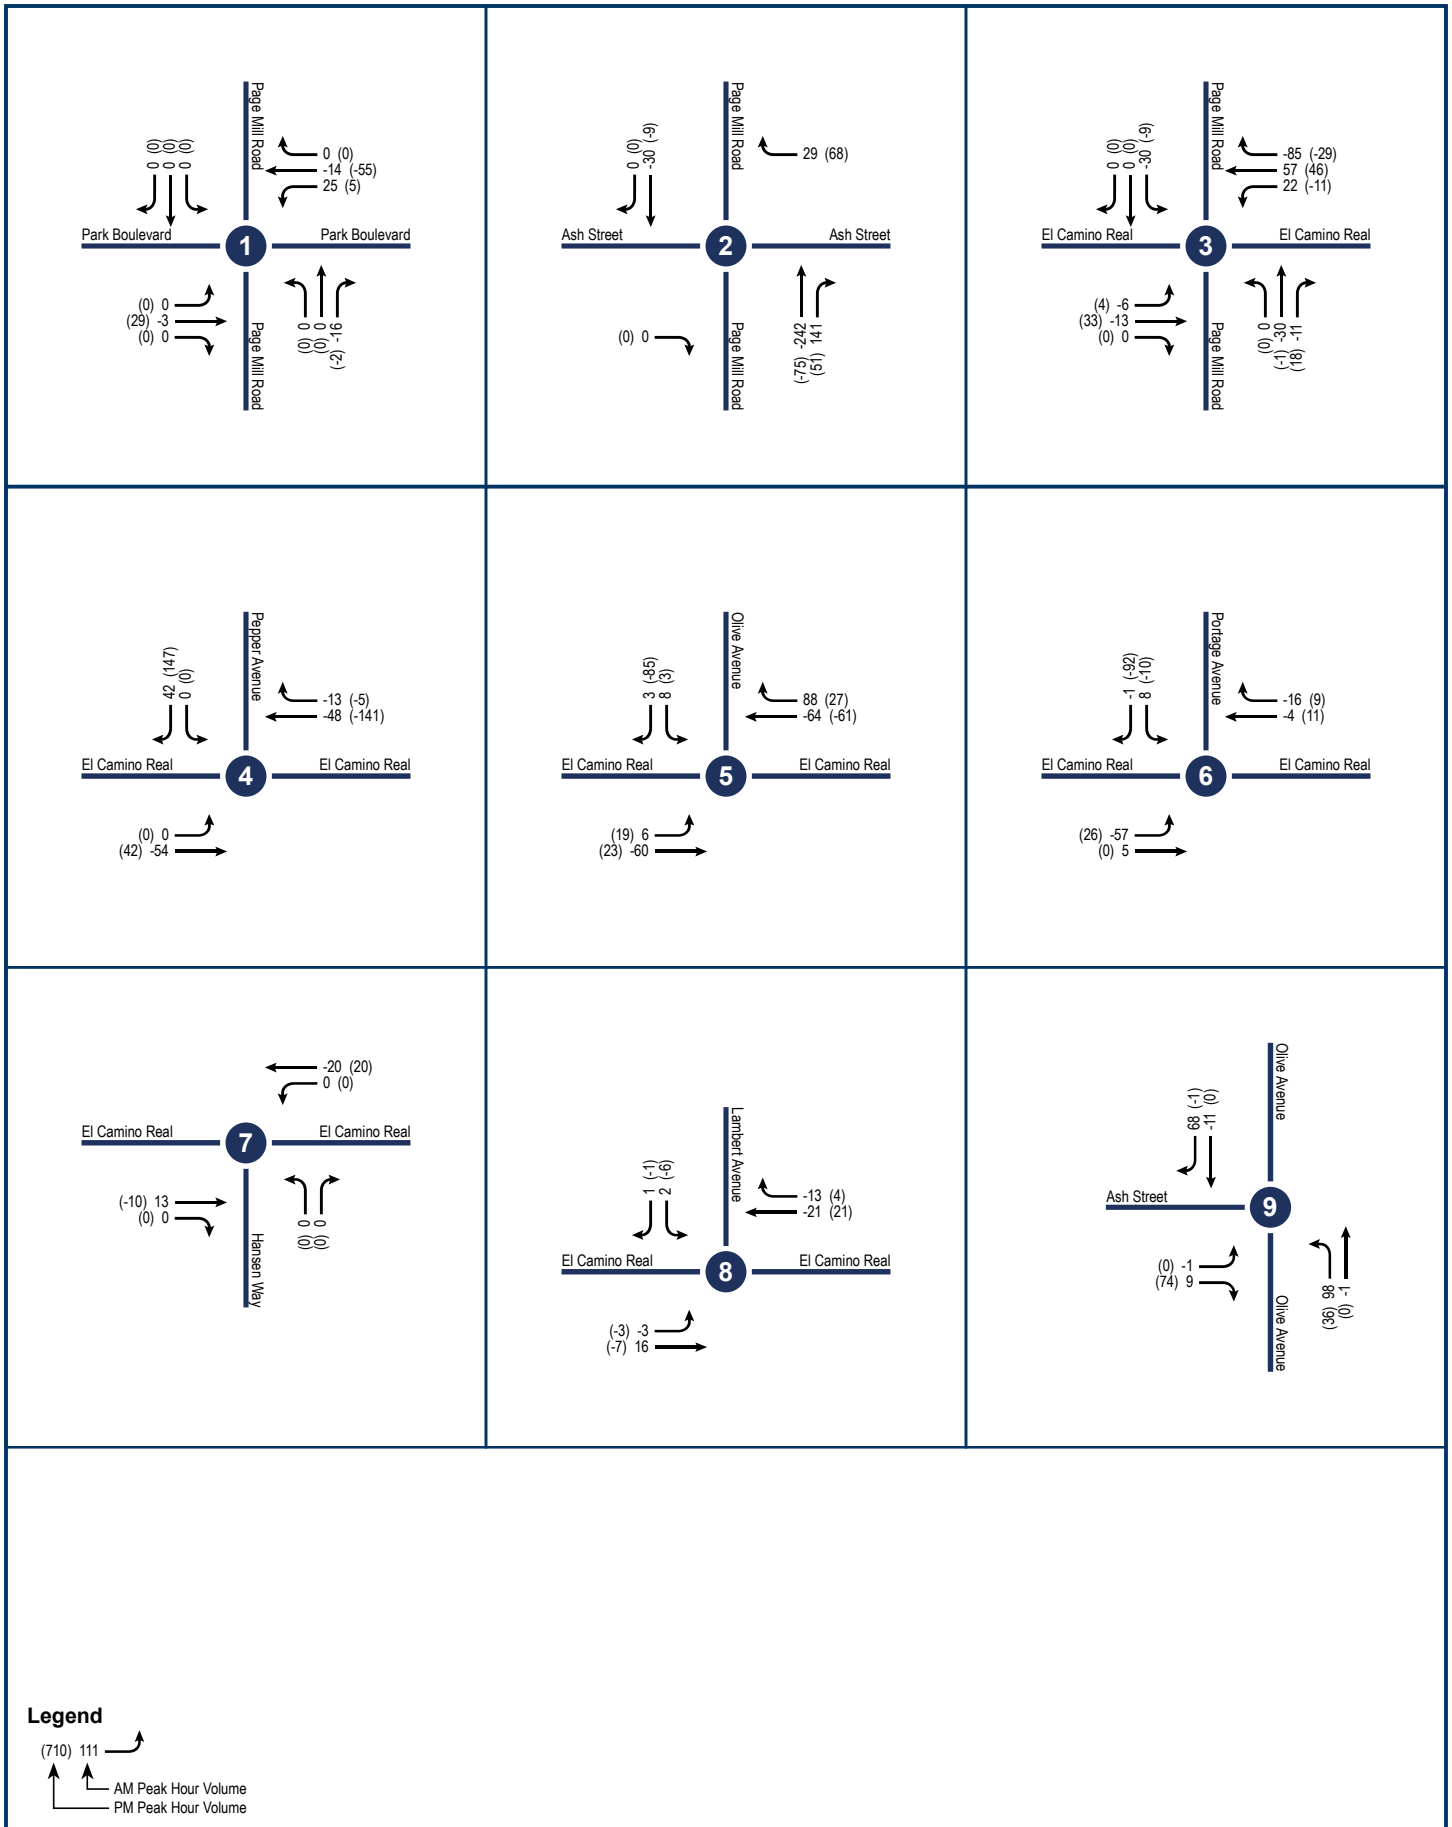 Page Mill Road
0 (0)
0 (0)
0 (0)
0 (0)
-14 (-55)
25 (5)
Park Boulevard
1
Park Boulevard
(0) 0
(29) -3
(0) 0
(0) 0
(0) 0
(-2) -16
Page Mill Road
Page Mill Road
0 (0)
-30 (-9)
29 (68)
Ash Street
2
Ash Street
(0) 0
(-75) -242
(51) 141
Page Mill Road
Page Mill Road
0 (0)
0 (0)
-30 (-9)
-85 (-29)
57 (46)
22 (-11)
El Camino Real
3
El Camino Real
(4) -6
(33) -13
(0) 0
(0) 0
(-1) -30
(18) -11
Page Mill Road
Pepper Avenue
42 (147)
0 (0)
-13 (-5)
-48 (-141)
El Camino Real
4
El Camino Real
(0) 0
(42) -54
Olive Avenue
3 (-85)
8 (3)
88 (27)
-64 (-61)
El Camino Real
5
El Camino Real
(19) 6
(23) -60
Portage Avenue
-1 (-92)
8 (-10)
-16 (9)
-4 (11)
El Camino Real
6
El Camino Real
(26) -57
(0) 5
-20 (20)
0 (0)
El Camino Real
7
El Camino Real
(-10) 13
(0) 0
(0) 0
(0) 0
Hansen Way
Lambert Avenue
1 (-1)
2 (-6)
-13 (4)
-21 (21)
El Camino Real
8
El Camino Real
(-3) -3
(-7) 16
Olive Avenue
68 (-1)
-11 (0)
Ash Street
9
(0) -1
(74) 9
(36) 98
(0) -1
Olive Avenue
Legend
(710) 111
AM Peak Hour Volume
PM Peak Hour Volume